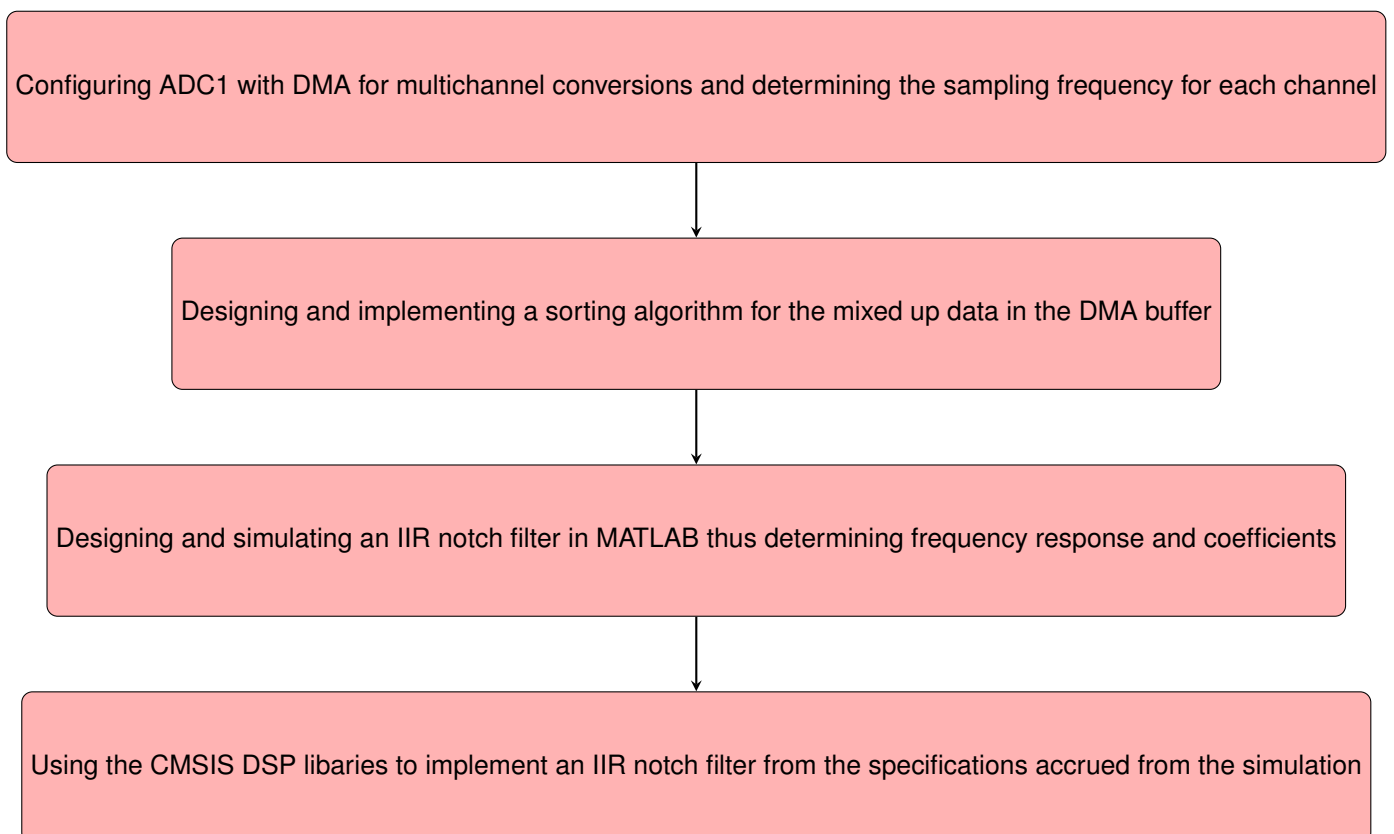 Configuring ADC1 with DMA for multichannel conversions and determining the sampling frequency for each channel
Designing and implementing a sorting algorithm for the mixed up data in the DMA buffer
Designing and simulating an IIR notch filter in MATLAB thus determining frequency response and coefficients
Using the CMSIS DSP libaries to implement an IIR notch filter from the specifications accrued from the simulation